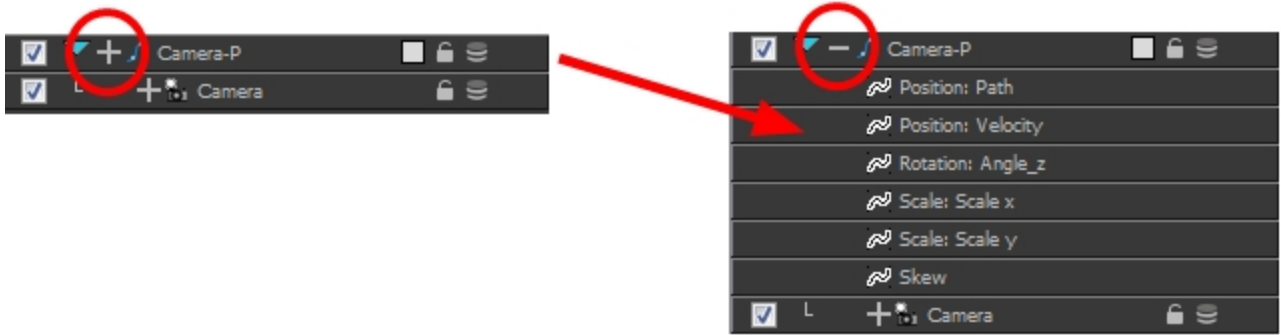 Camera-P
Camera
Camera-P
Position: Path
Position: Velocity
Rotation: Angle_z
Scale: Scale x
Scale: Scale y
Skew
Camera